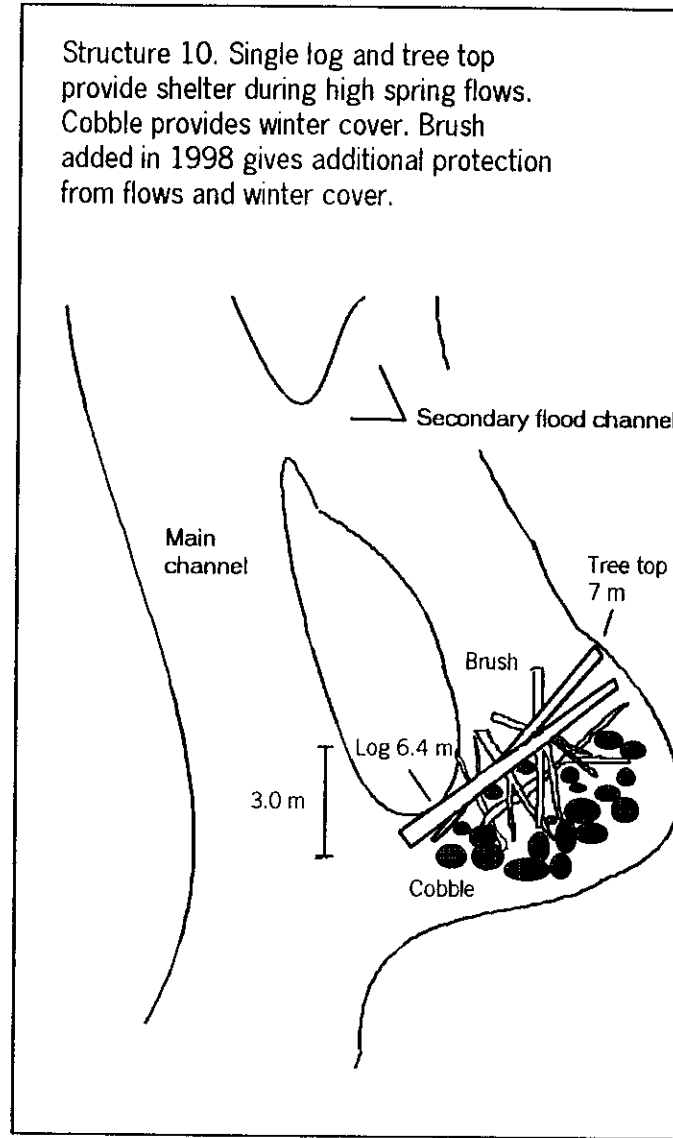 Structure 10. Single log and tree top
provide shelter during high spring flows.
Cobble provides winter cover. Brush
added in 1998 gives additional protection
from flows and winter cover.
Secondary flood channel
Main
channel
Tree top
7 m
Brush
Log 6.4 m
3.0 m
Cobble